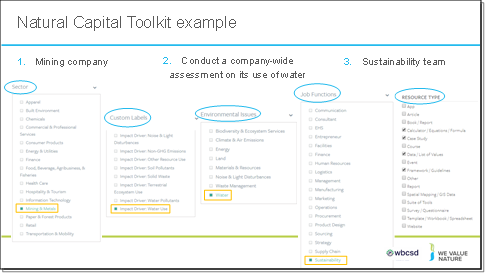 Natural Capital Toolkit example
1. Mining company
2. Conduct a company-wide
assessment on its use of water
3. Sustainability team
Sector
Apparel
Built Environment
Chemicals
Commercial & Professional
Services
Consumer Products
Energy & Utilities
Finance
Food, Beverage, Agri-business, &
Fisheries
Health Care
Hospitality & Tourism
Information Technology
Mining & Metals
Paper & Forest Products
Retail
Transportation & Mobility
Custom Labels
Impact Driver: Noise & Light
Disturbances
Impact Driver: Non-GHG Emissions
Impact Driver: Other Resource Use
Impact Driver: Soil Pollutants
Impact Driver: Solid Waste
Impact Driver: Terrestrial
Ecosystem Use
Impact Driver: Water Pollutants
Impact Driver: Water Use
Environmental Issues
Biodiversity & Ecosystem Services
Climate & Air Emissions
Energy
Land
Materials & Resources
Noise & Light Disturbances
Waste Management
Water
Job Functions
Communication
Consultant
EHS
Entrepreneur
Facilities
Finance
Human Resources
Logistics
Management
Manufacturing
Marketing
Operations
Procurement
Product Design
Sourcing
Strategy
Supply Chain
Sustainability
RESOURCE TYPE
App
Article
Book / Report
Calculator / Equations / Formula
Case Study
Course
Data / List of Values
Event
Framework / Guidelines
Other
Report
Spatial Mapping / GIS Data
Suite of Tools
Survey / Questionnaire
Template / Workbook / Spreadsheet
Website
wbcsd
WE VALUE
NATURE